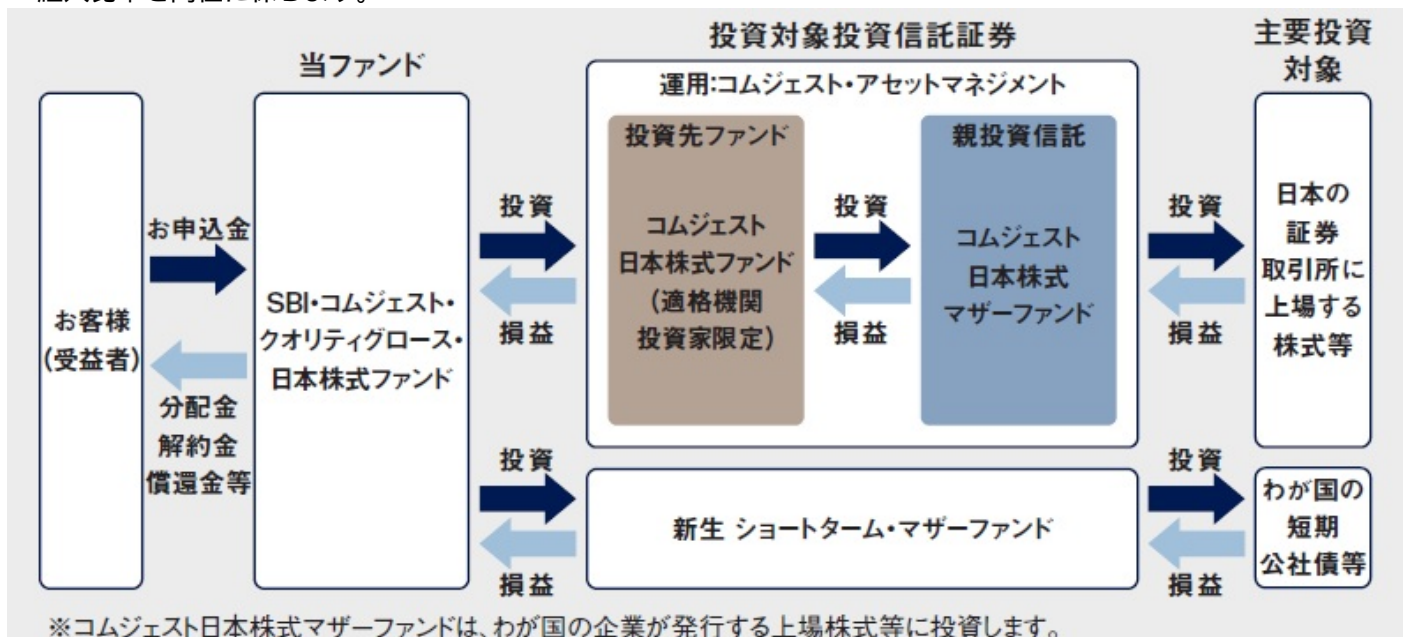 投資対象投資信託証券
主要投資
対象
当ファンド
運用:コムジェスト・アセットマネジメント
投資先ファンド
親投資信託
お客様
(受益者)
お申込金
分配金
解約金
償還金等
SBI・コムジェスト・
クオリティグロース・
日本株式ファンド
投資
損益
コムジェスト
日本株式ファンド
(適格機関
投資家限定)
投資
損益
コムジェスト
日本株式
マザーファンド
投資
損益
日本の
証券
取引所に
上場する
株式等
投資
損益
新生 ショートターム・マザーファンド
投資
損益
わが国の
短期
公社債等
※コムジェスト日本株式マザーファンドは、わが国の企業が発行する上場株式等に投資します。